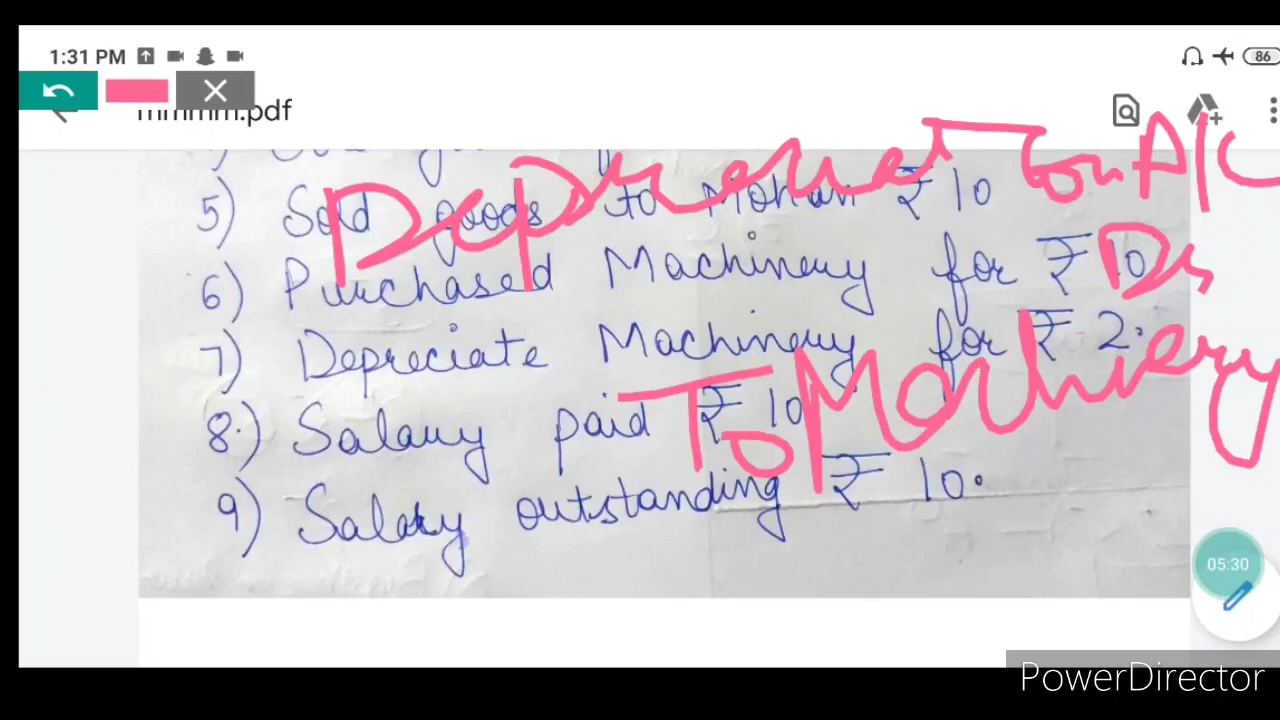 1:31 PM 86
mmmm.pdf
Depreciation A/C
5) Sold goods to Mohan ₹ 10
Dr
6) Purchased Machinery for ₹ 10
7) Depreciate Machinery for ₹ 2.
To Machinery
8.) Salary paid ₹ 10
9) Salary outstanding ₹ 10.
05:30
PowerDirector